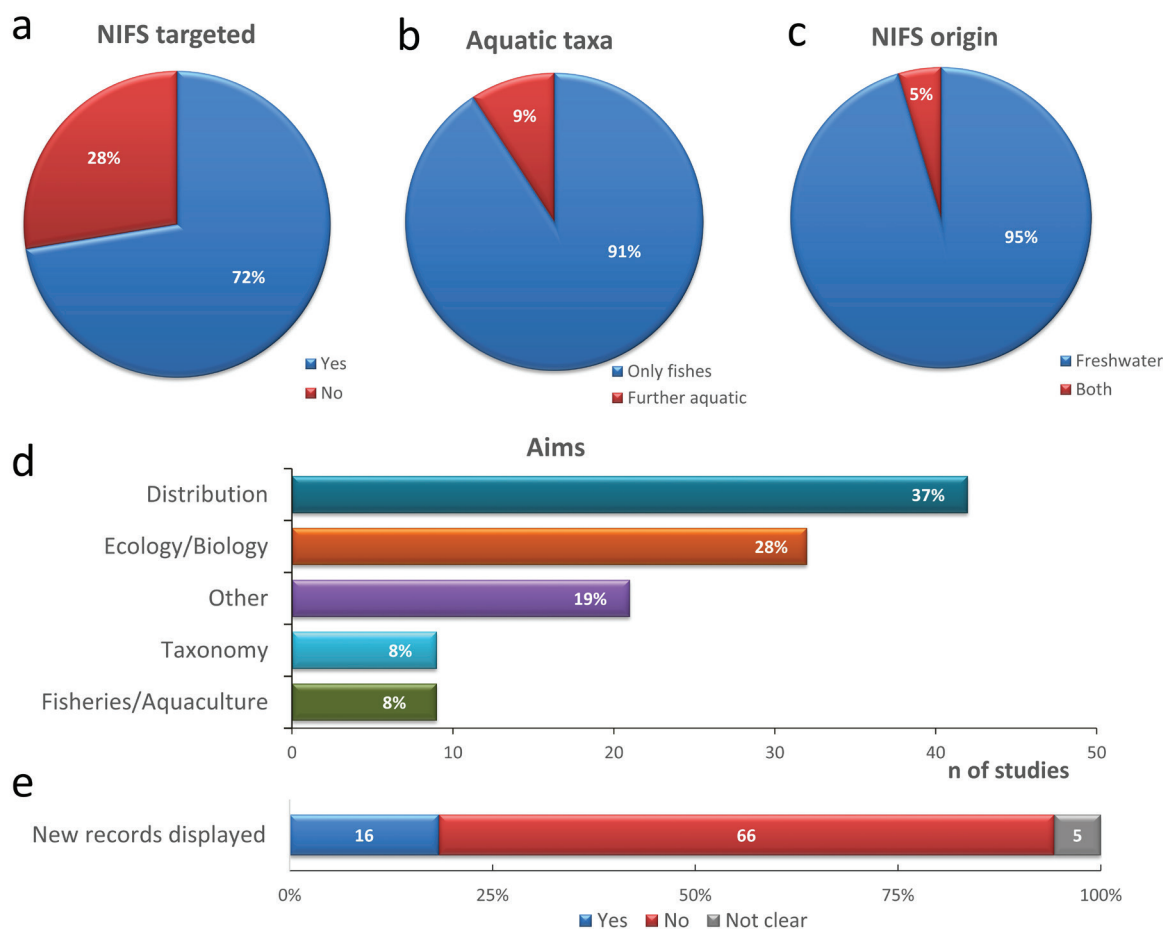 a
NIFS targeted
28%
72%
Yes
No
b
Aquatic taxa
9%
91%
Only fishes
Further aquatic
c
NIFS origin
5%
95%
Freshwater
Both
d
Aims
Distribution
37%
Ecology/Biology
28%
Other
19%
Taxonomy
8%
Fisheries/Aquaculture
8%
0 10 20 30 40 50
n of studies
e
New records displayed
16 66 5
0% 25% 50% 75% 100%
Yes No Not clear